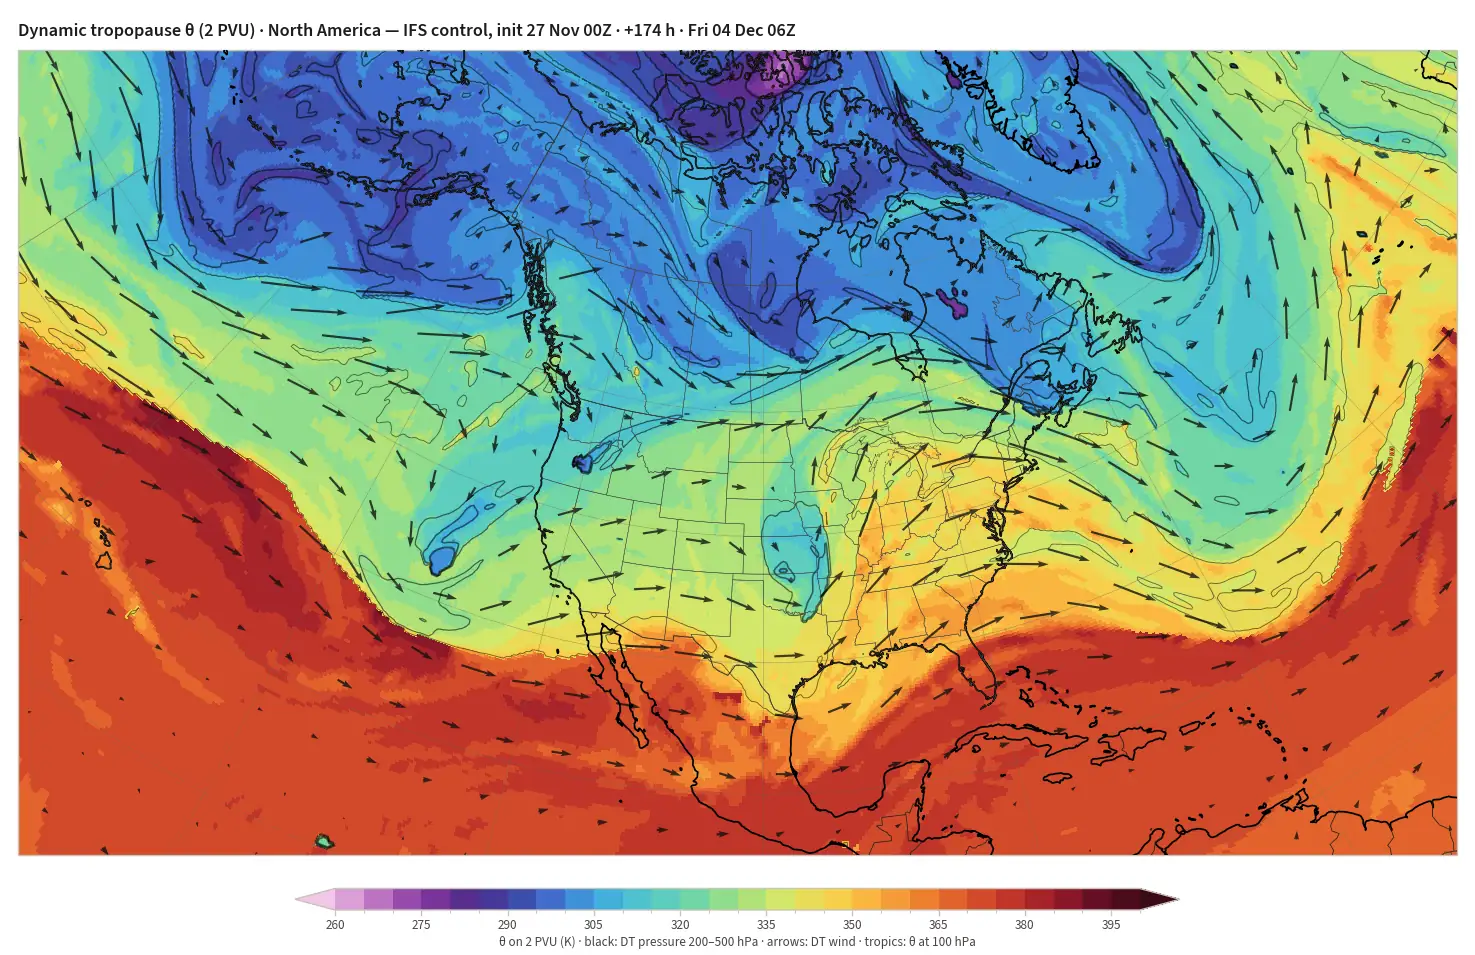 Dynamic tropopause θ (2 PVU) · North America — IFS control, init 27 Nov 00Z · +174 h · Fri 04 Dec 06Z
260 275 290 305 320 335 350 365 380 395
θ on 2 PVU (K) · black: DT pressure 200–500 hPa · arrows: DT wind · tropics: θ at 100 hPa